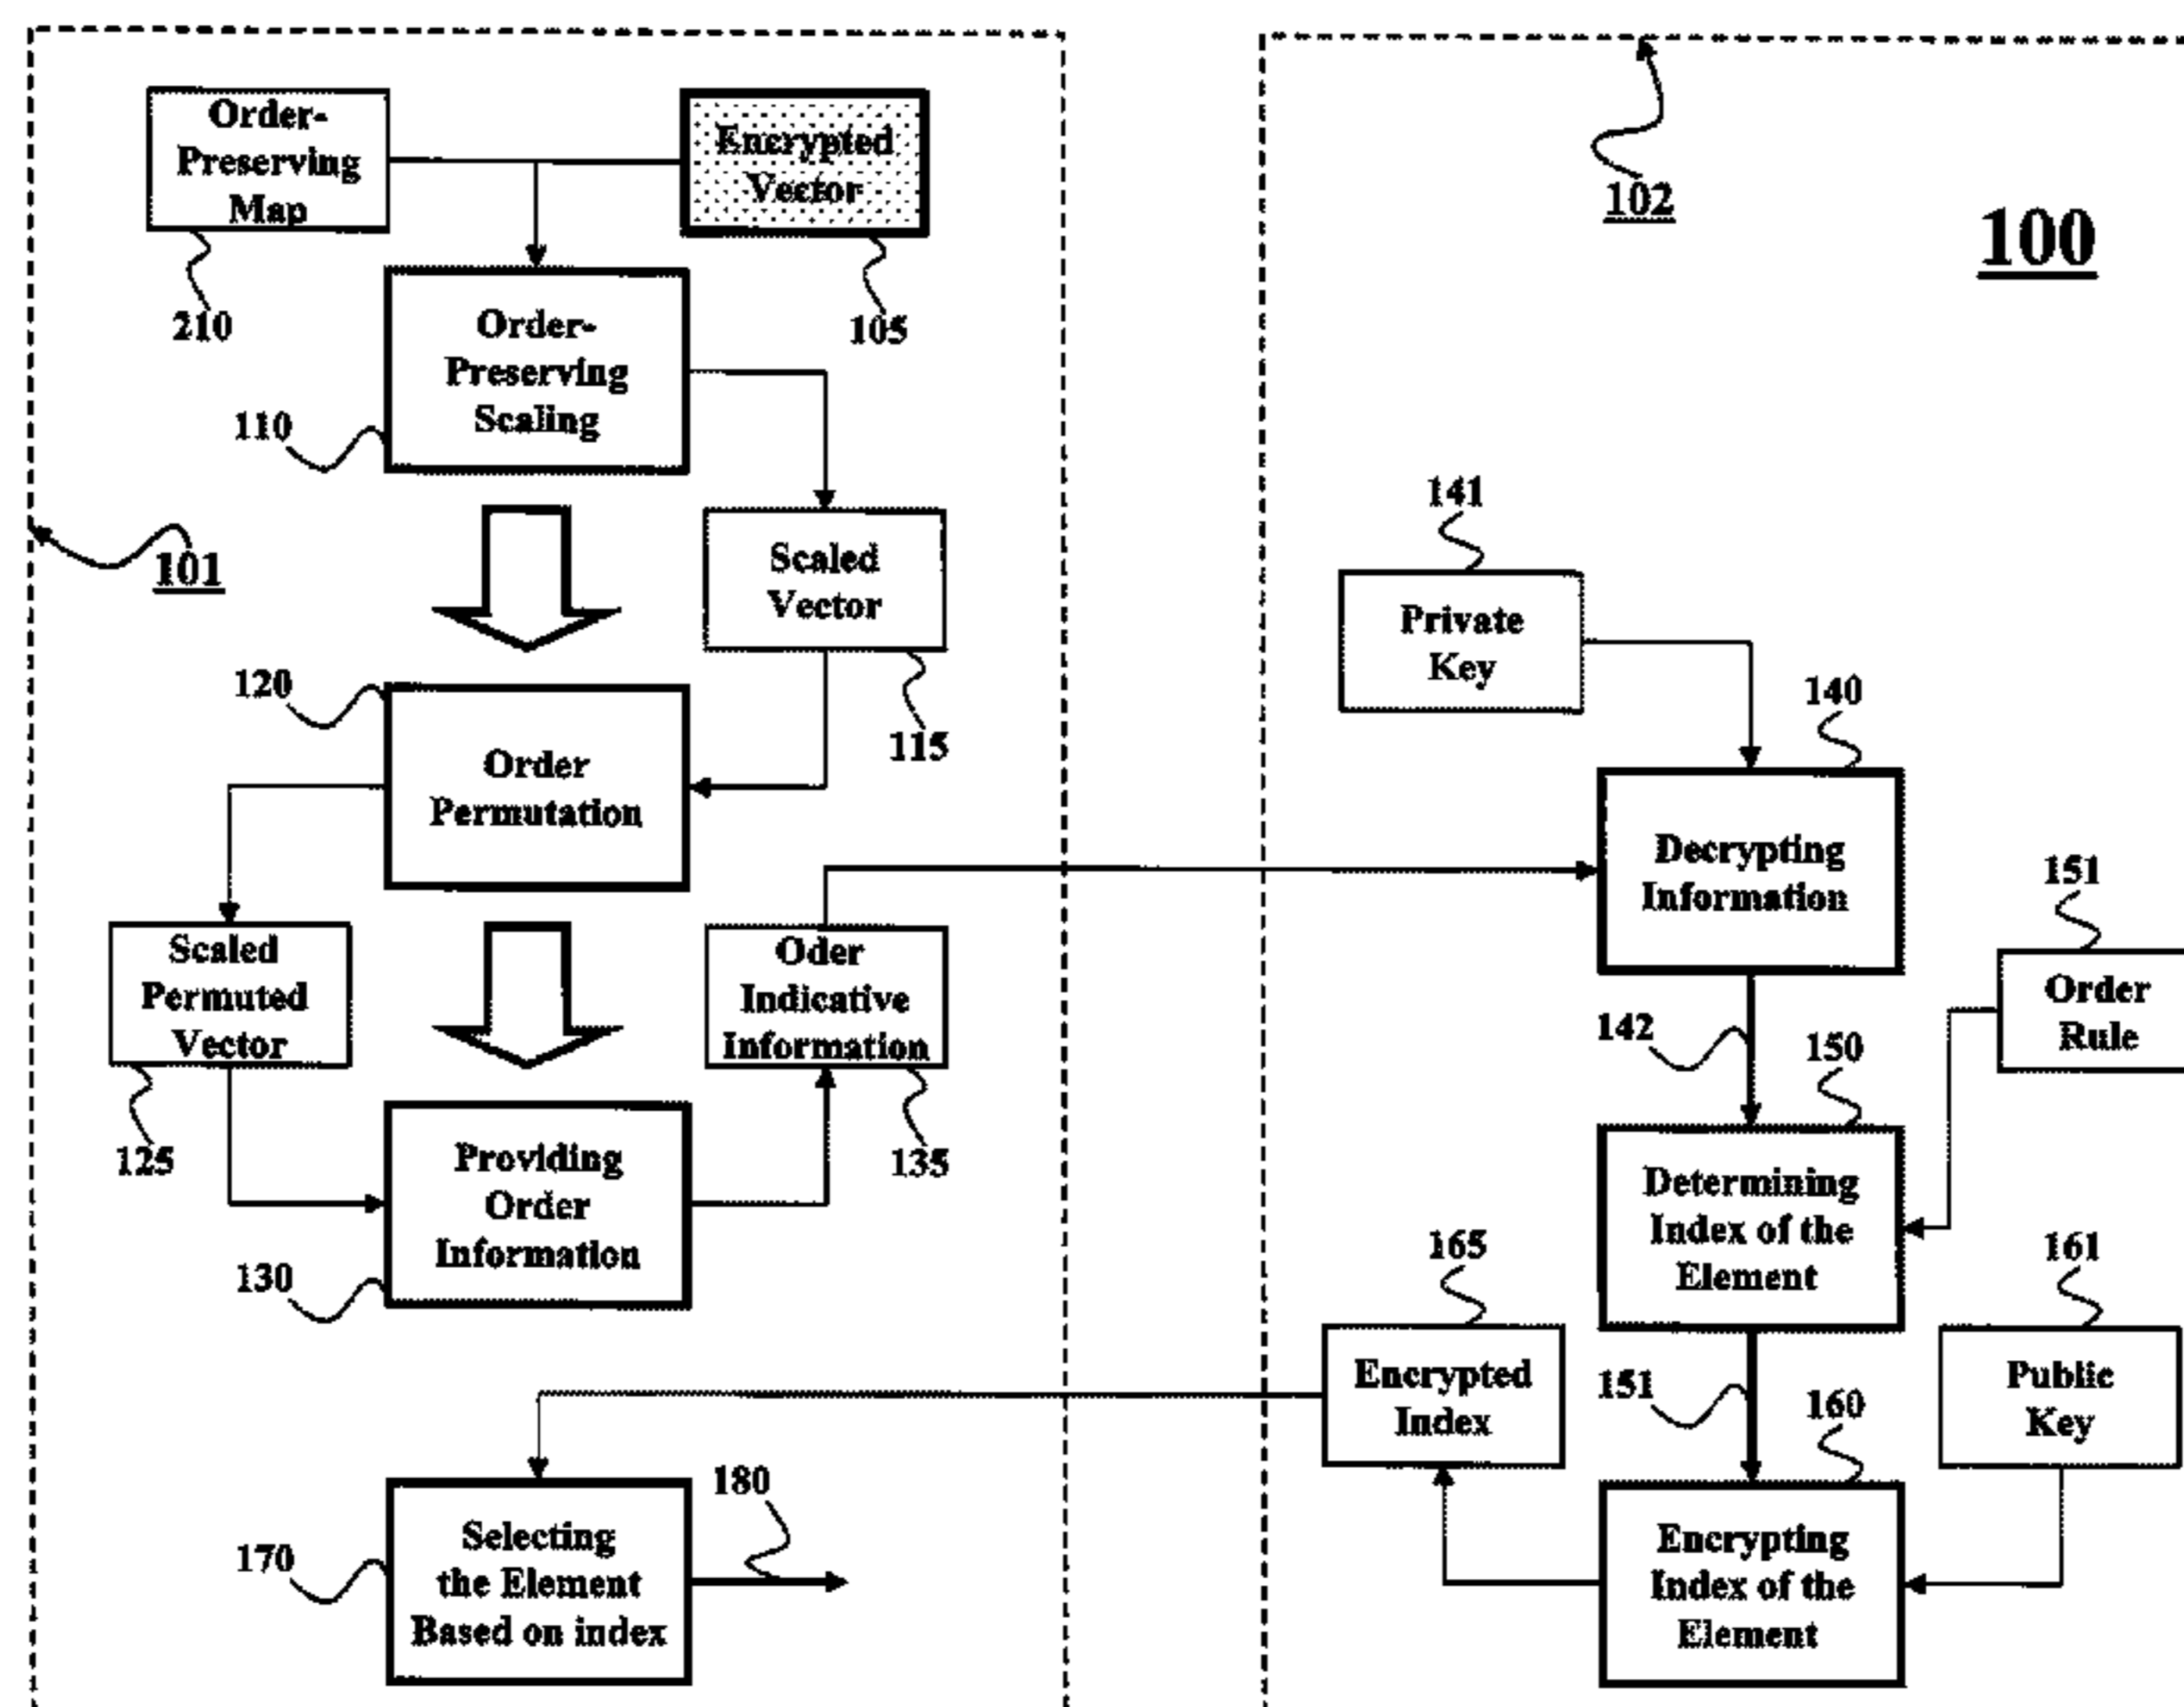 Order-
Preserving
Map
Encrypted
Vector
102
100
210
105
Order-
Preserving
Scaling
110
101
Scaled
Vector
115
120
Order
Permutation
Scaled
Permuted
Vector
125
Oder
Indicative
Information
135
Providing
Order
Information
130
141
Private
Key
140
Decrypting
Information
151
Order
Rule
142
150
Determining
Index of the
Element
165
Encrypted
Index
161
Public
Key
151
160
Encrypting
Index of the
Element
170
Selecting
the Element
Based on index
180